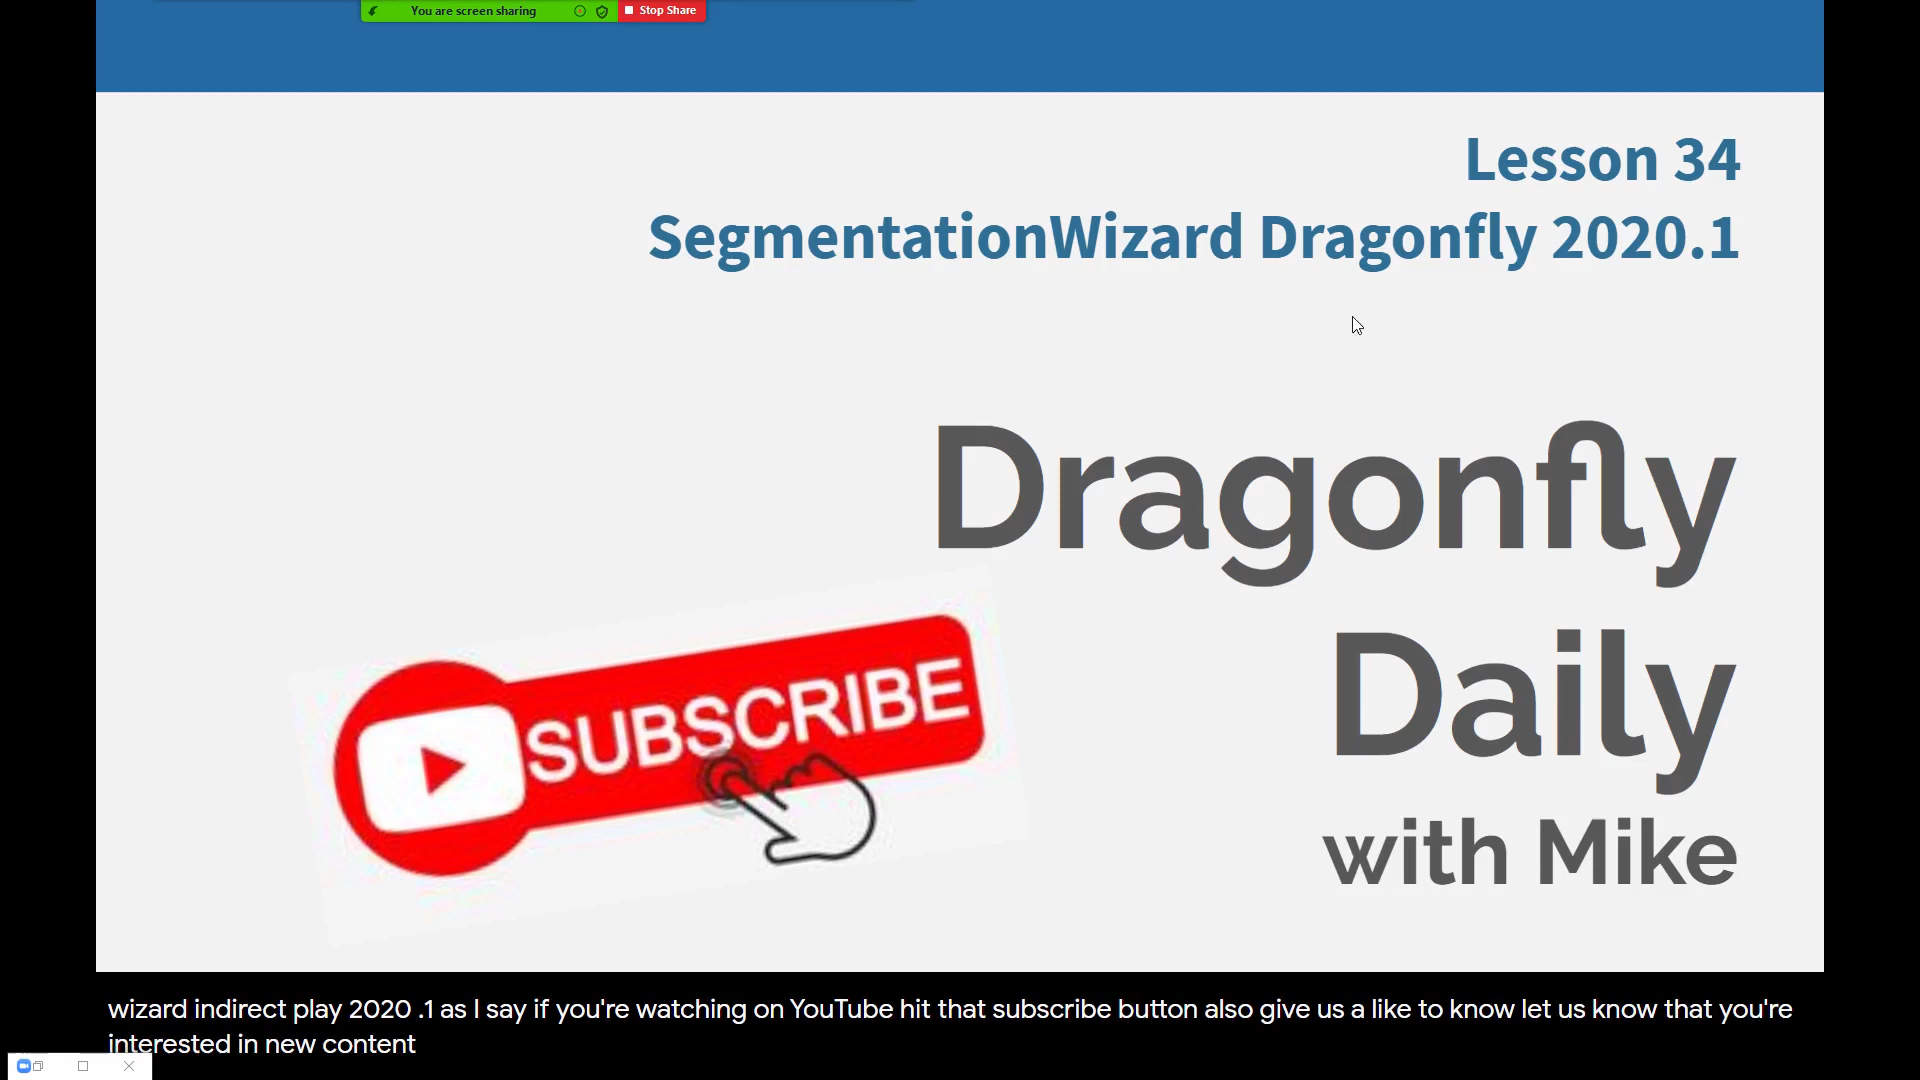 You are screen sharing
Stop Share
Lesson 34
SegmentationWizard Dragonfly 2020.1
Dragonfly
Daily
with Mike
SUBSCRIBE
wizard indirect play 2020 .1 as I say if you're watching on YouTube hit that subscribe button also give us a like to know let us know that you're
interested in new content